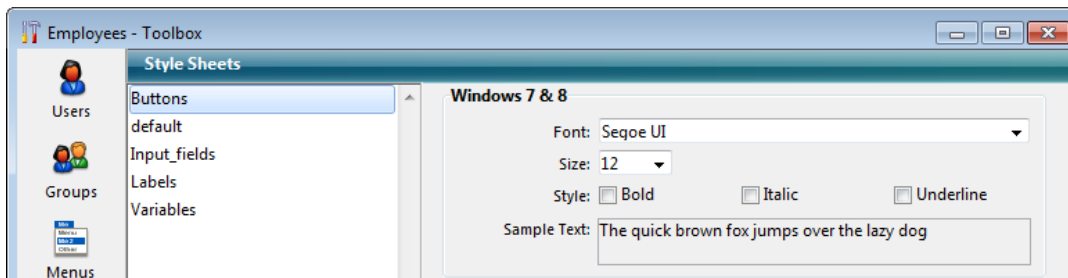 Employees - Toolbox
Style Sheets
Users
Groups
Menus
Buttons
default
Input_fields
Labels
Variables
Windows 7 & 8
Font: Segoe UI
Size: 12
Style: Bold Italic Underline
Sample Text: The quick brown fox jumps over the lazy dog